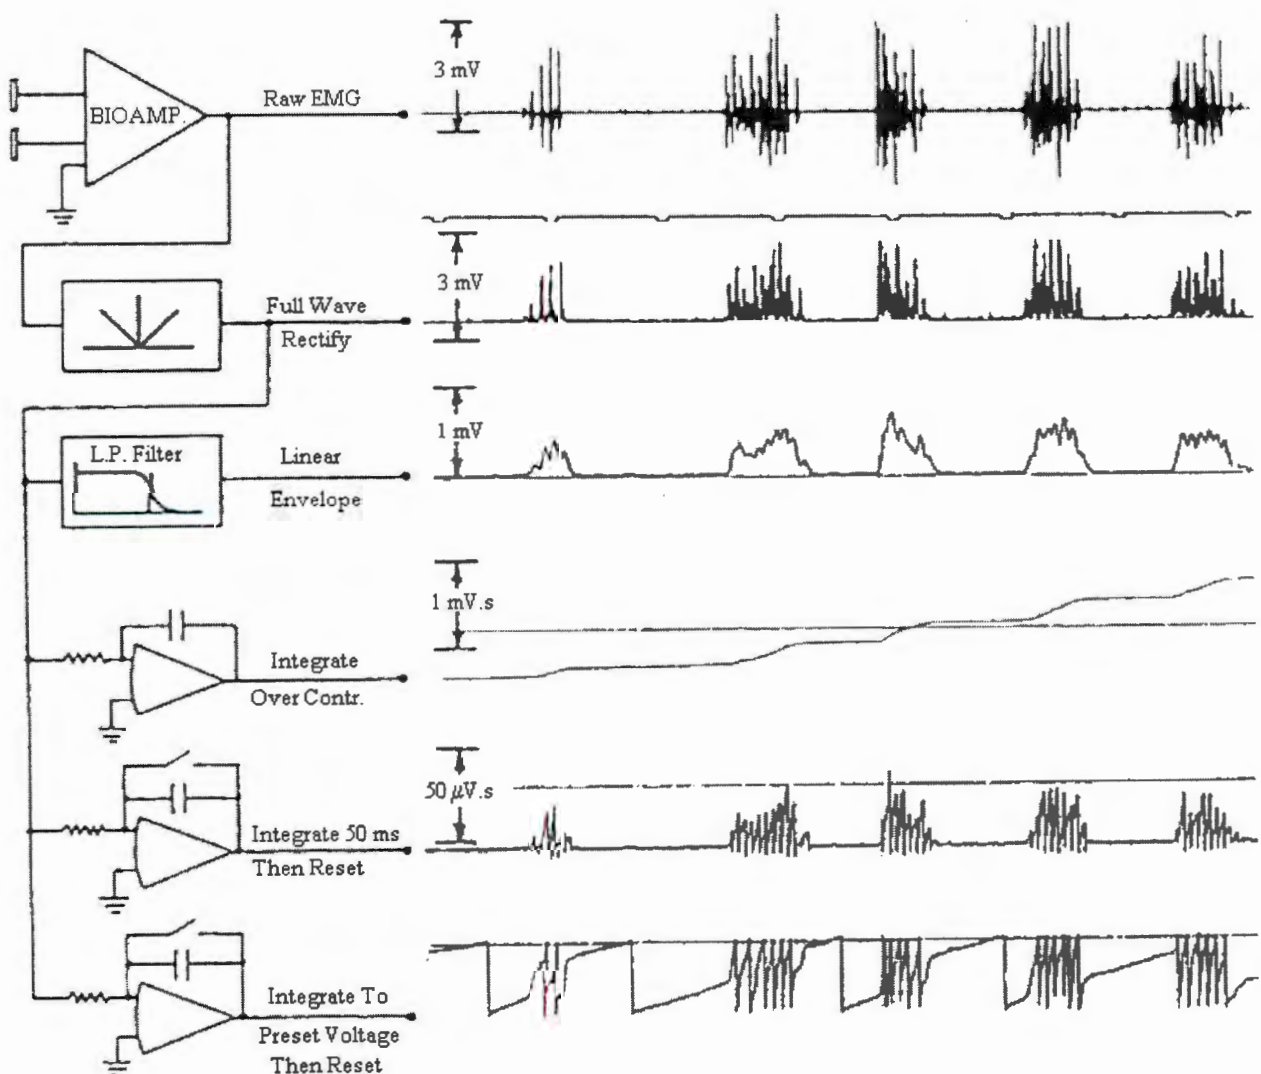 BIOAMP.
Raw EMG
3 mV
Full Wave
Rectify
3 mV
L.P. Filter
Linear
Envelope
1 mV
Integrate
Over Contr.
1 mV.s
Integrate 50 ms
Then Reset
50 µV.s
Integrate To
Preset Voltage
Then Reset